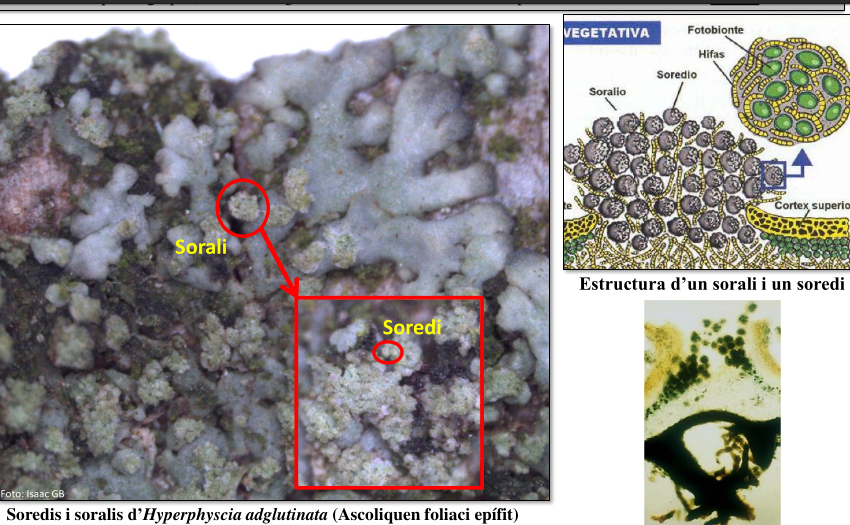 VEGETATIVA
Fotobionte
Hifas
Soredio
Soralio
Cortex superio
te
Estructura d'un sorali i un soredi
Sorali
Soredi
Foto: Isaac GB
Soredis i soralis d'Hyperphyscia adglutinata (Ascoliquen foliaci epífit)